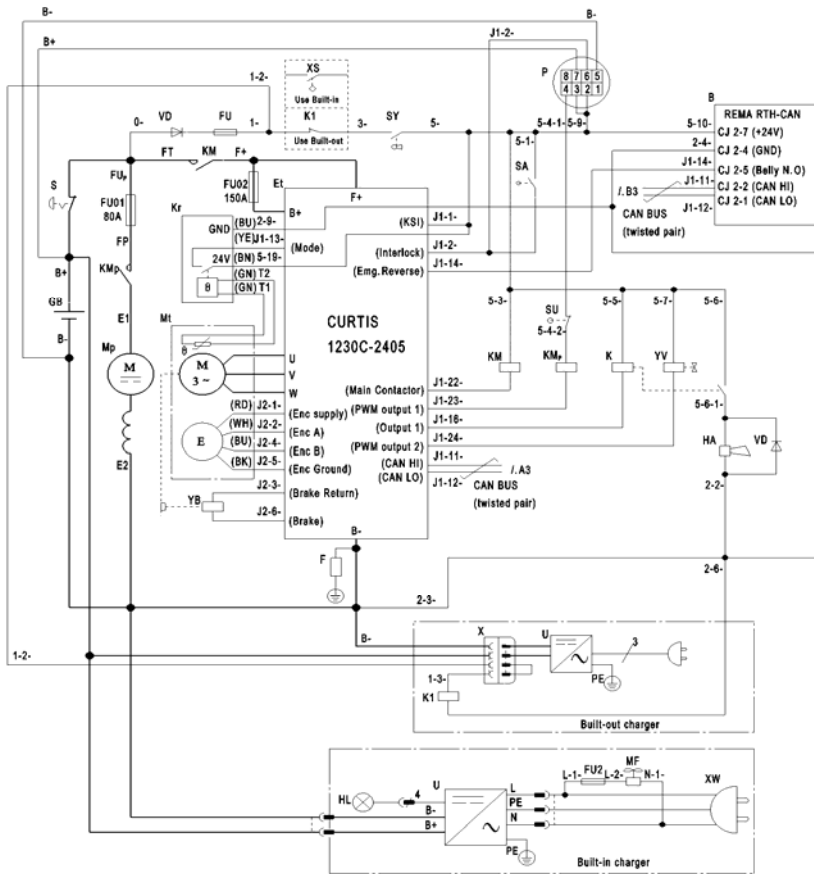 B-
B+
J1-2-
B-
1-2-
XS
Use Built-in
K1
Use Built-out
P
8 7 6 5
4 3 2 1
B
REMA RTH-CAN
CJ 2-7 (+24V)
CJ 2-4 (GND)
CJ 2-5 (Belly N.O)
CJ 2-2 (CAN HI)
CJ 2-1 (CAN LO)
5-10-
2-4-
J1-14-
J1-11-
J1-12-
/.B3
CAN BUS
(twisted pair)
0-
VD
FU
1-
3-
SY
5-
5-4-1-
5-9-
5-1-
SA
S
FT
KM
F+
FUP
FU01
80A
FP
KMP
FU02
150A
Et
B+
F+
Kr
GND
(BU)
2-9-
(YE)
J1-13-
(Mode)
24V
(BN)
5-19-
(GN)
T2
(GN)
T1
θ
(KSI)
J1-1-
(Interlock)
J1-2-
(Emg.Reverse)
J1-14-
B+
GB
B-
E1
Mp
M
E2
Mt
θ
M
3~
U
V
W
CURTIS
1230C-2405
5-3-
SU
5-4-2-
5-5-
5-7-
5-6-
KM
KMP
K
YV
(RD)
J2-1-
(Enc supply)
(WH)
J2-2-
(Enc A)
E
(BU)
J2-4-
(Enc B)
(BK)
J2-5-
(Enc Ground)
J2-3-
(Brake Return)
YB
J2-6-
(Brake)
(Main Contactor)
J1-22-
(PWM output 1)
J1-23-
(Output 1)
J1-16-
(PWM output 2)
J1-24-
(CAN HI)
J1-11-
(CAN LO)
J1-12-
/.A3
CAN BUS
(twisted pair)
5-6-1-
HA
VD
2-2-
B-
F
2-3-
2-6-
B-
X
U
3
1-2-
1-3-
K1
PE
Built-out charger
HL
4
U
B-
B+
L
PE
N
L-1-
FU2
L-2-
MF
N-1-
XW
PE
Built-in charger